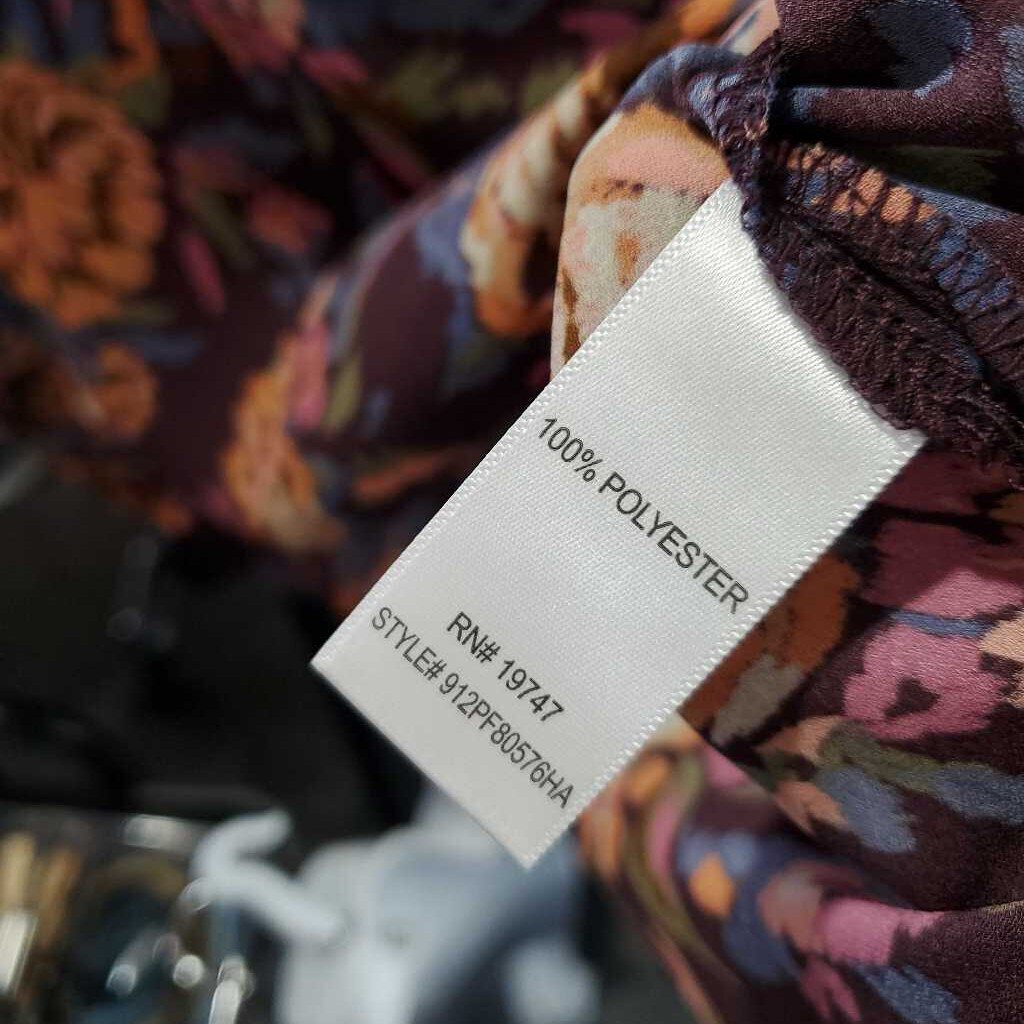 100% POLYESTER
RN# 19747
STYLE# 912PF80576HA